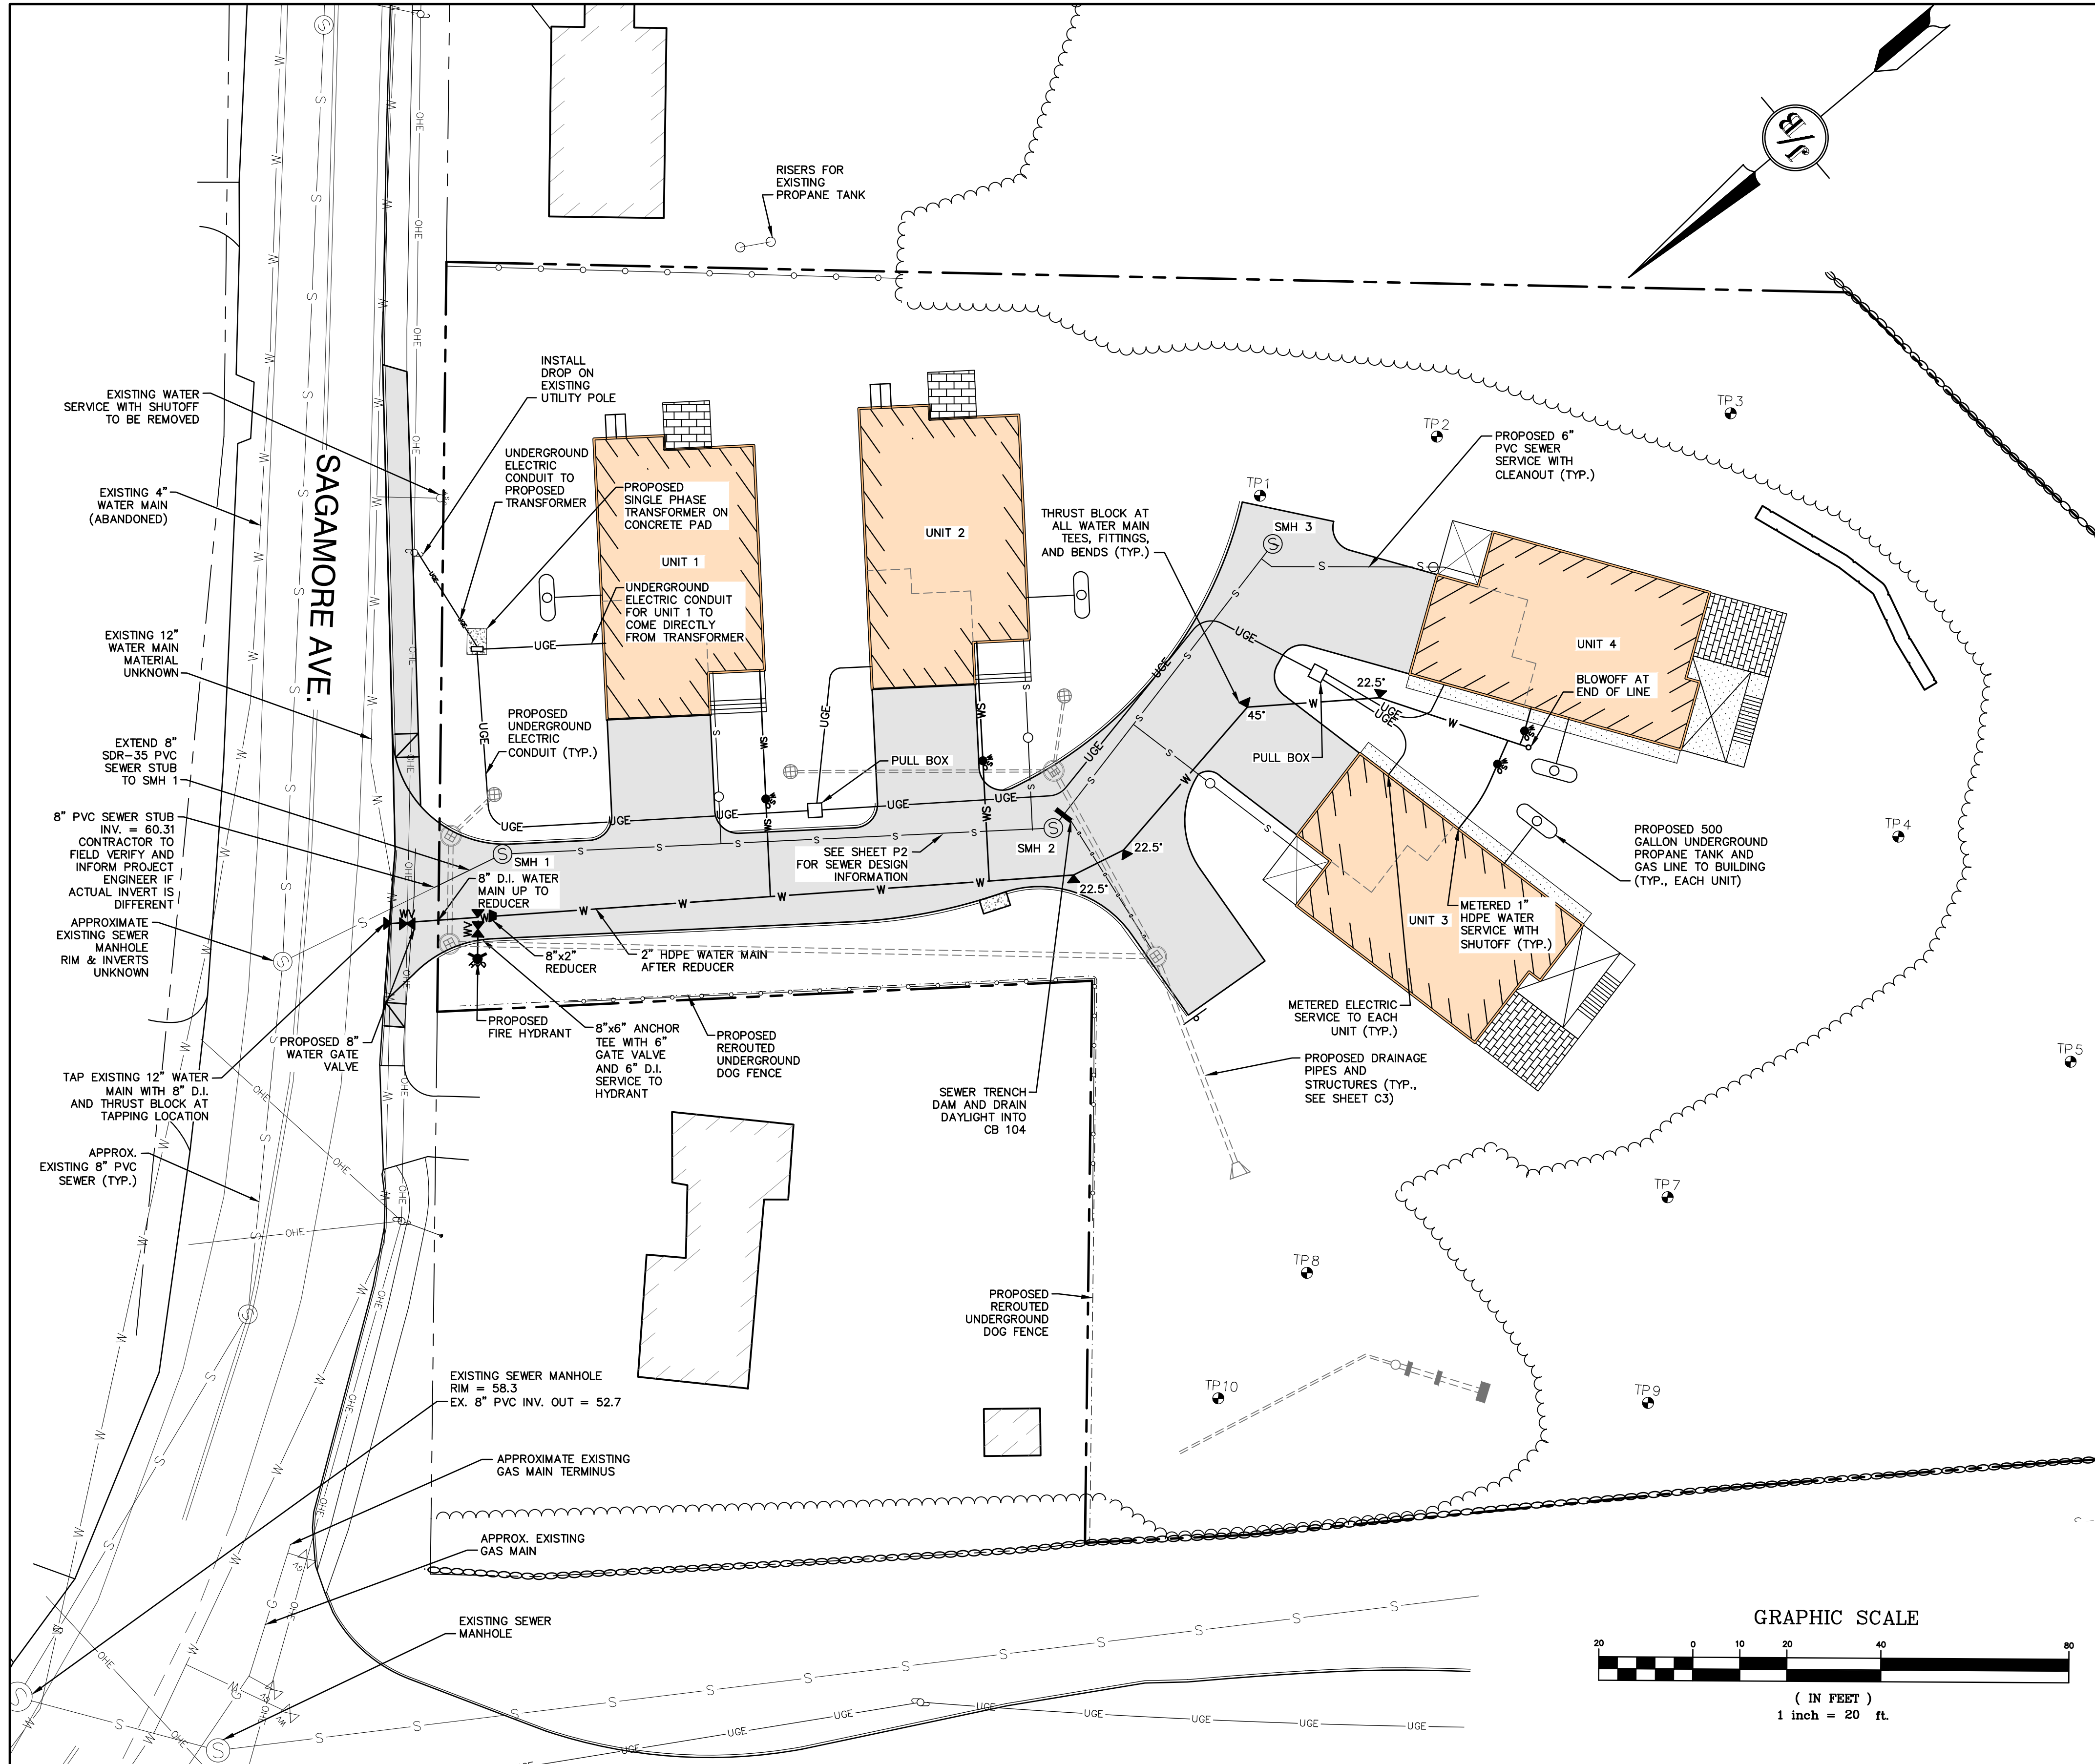 RISERS FOR
EXISTING
PROPANE TANK
J/B
INSTALL
DROP ON
EXISTING
UTILITY POLE
EXISTING WATER
SERVICE WITH SHUTOFF
TO BE REMOVED
UNDERGROUND
ELECTRIC
CONDUIT TO
PROPOSED
TRANSFORMER
PROPOSED
SINGLE PHASE
TRANSFORMER ON
CONCRETE PAD
EXISTING 4"
WATER MAIN
(ABANDONED)
SAGAMORE AVE.
UNIT 1
UNIT 2
UNDERGROUND
ELECTRIC CONDUIT
FOR UNIT 1 TO
COME DIRECTLY
FROM TRANSFORMER
THRUST BLOCK AT
ALL WATER MAIN
TEES, FITTINGS,
AND BENDS (TYP.)
TP1
TP2
TP3
SMH 3
PROPOSED 6"
PVC SEWER
SERVICE WITH
CLEANOUT (TYP.)
UNIT 4
BLOWOFF AT
END OF LINE
22.5°
45°
PULL BOX
EXISTING 12"
WATER MAIN
MATERIAL
UNKNOWN
PROPOSED
UNDERGROUND
ELECTRIC
CONDUIT (TYP.)
PULL BOX
EXTEND 8"
SDR-35 PVC
SEWER STUB
TO SMH 1
8" PVC SEWER STUB
INV. = 60.31
CONTRACTOR TO
FIELD VERIFY AND
INFORM PROJECT
ENGINEER IF
ACTUAL INVERT IS
DIFFERENT
SMH 1
8" D.I. WATER
MAIN UP TO
REDUCER
SEE SHEET P2
FOR SEWER DESIGN
INFORMATION
SMH 2
22.5°
22.5°
TP4
PROPOSED 500
GALLON UNDERGROUND
PROPANE TANK AND
GAS LINE TO BUILDING
(TYP., EACH UNIT)
UNIT 3
METERED 1"
HDPE WATER
SERVICE WITH
SHUTOFF (TYP.)
APPROXIMATE
EXISTING SEWER
MANHOLE
RIM & INVERTS
UNKNOWN
WV
WV
8"x2"
REDUCER
2" HDPE WATER MAIN
AFTER REDUCER
PROPOSED 8"
WATER GATE
VALVE
PROPOSED
FIRE HYDRANT
8"x6" ANCHOR
TEE WITH 6"
GATE VALVE
AND 6" D.I.
SERVICE TO
HYDRANT
PROPOSED
REROUTED
UNDERGROUND
DOG FENCE
METERED ELECTRIC
SERVICE TO EACH
UNIT (TYP.)
TP5
TAP EXISTING 12" WATER
MAIN WITH 8" D.I.
AND THRUST BLOCK AT
TAPPING LOCATION
SEWER TRENCH
DAM AND DRAIN
DAYLIGHT INTO
CB 104
PROPOSED DRAINAGE
PIPES AND
STRUCTURES (TYP.,
SEE SHEET C3)
APPROX.
EXISTING 8" PVC
SEWER (TYP.)
TP7
TP8
PROPOSED
REROUTED
UNDERGROUND
DOG FENCE
TP10
TP9
EXISTING SEWER MANHOLE
RIM = 58.3
EX. 8" PVC INV. OUT = 52.7
APPROXIMATE EXISTING
GAS MAIN TERMINUS
APPROX. EXISTING
GAS MAIN
EXISTING SEWER
MANHOLE
GRAPHIC SCALE
20 0 10 20 40 80
( IN FEET )
1 inch = 20 ft.